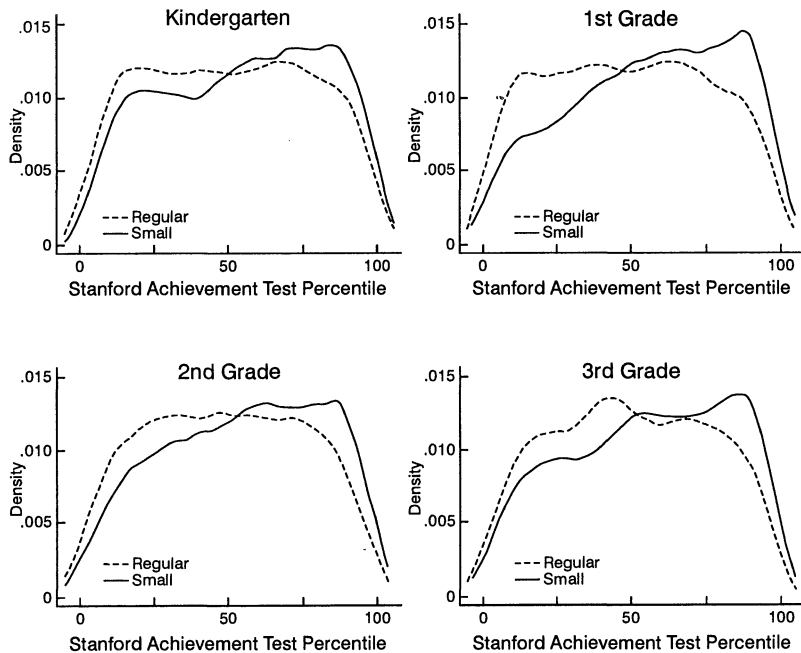 Kindergarten
.015
.010
.005
0
Density
Regular
Small
0 50 100
Stanford Achievement Test Percentile
1st Grade
.015
.010
.005
0
Density
Regular
Small
0 50 100
Stanford Achievement Test Percentile
2nd Grade
.015
.010
.005
0
Density
Regular
Small
0 50 100
Stanford Achievement Test Percentile
3rd Grade
.015
.010
.005
0
Density
Regular
Small
0 50 100
Stanford Achievement Test Percentile